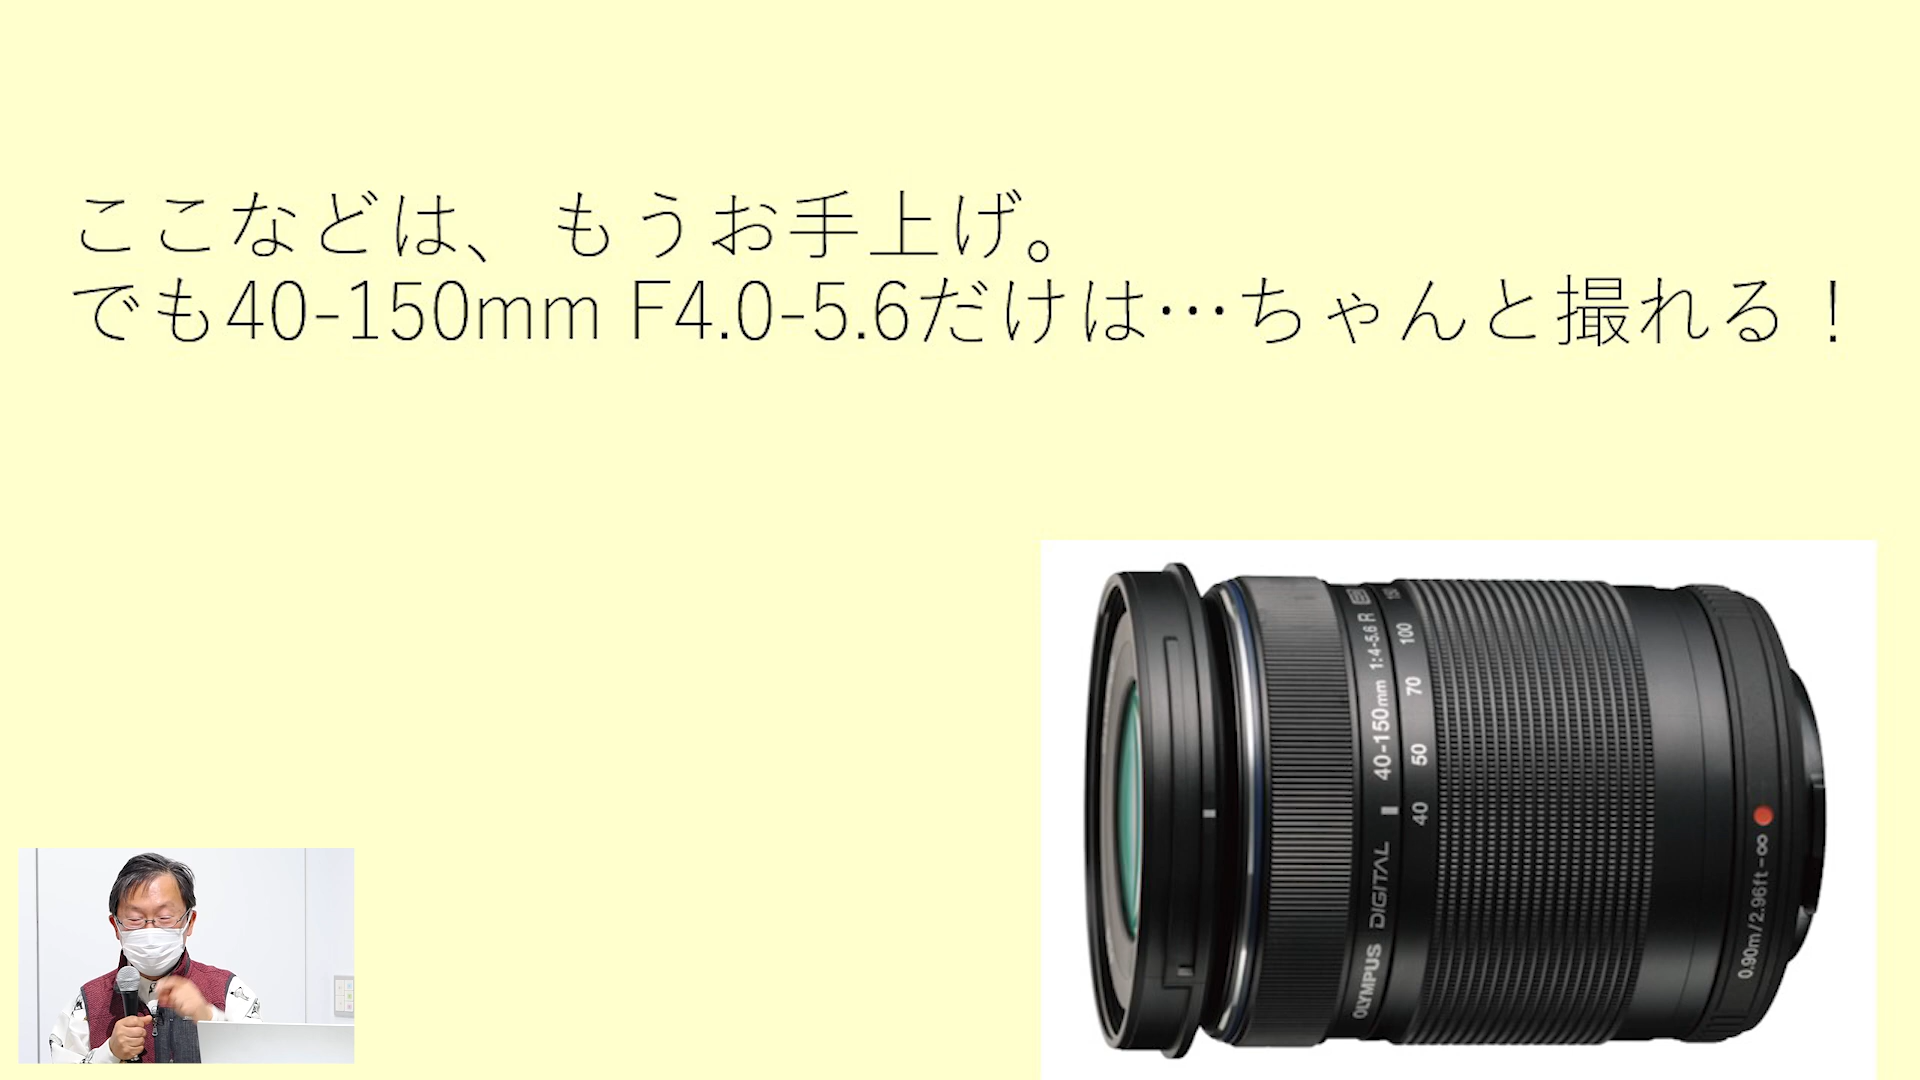 ここなどは、もうお手上げ。
でも40-150mm F4.0-5.6だけは…ちゃんと撮れる！
OLYMPUS DIGITAL 40-150mm 1:4-5.6 R
40 50 70 100 150
0.90m/2.96ft-∞